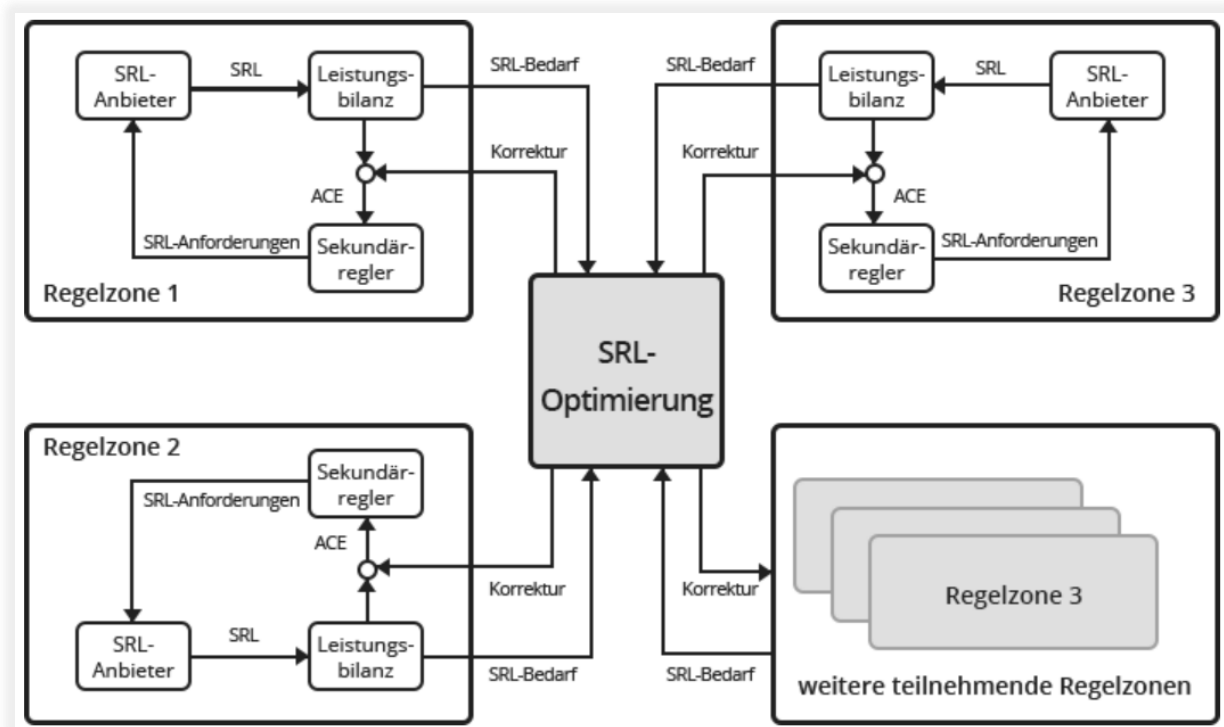 SRL-
Anbieter
SRL
Leistungs-
bilanz
SRL-Bedarf
Korrektur
ACE
SRL-Anforderungen
Sekundär-
regler
Regelzone 1
SRL-Bedarf
Leistungs-
bilanz
SRL
SRL-
Anbieter
Korrektur
ACE
Sekundär-
regler
SRL-Anforderungen
Regelzone 3
SRL-
Optimierung
Regelzone 2
Sekundär-
regler
SRL-Anforderungen
ACE
Korrektur
SRL-
Anbieter
SRL
Leistungs-
bilanz
SRL-Bedarf
Korrektur
SRL-Bedarf
Regelzone 3
weitere teilnehmende Regelzonen